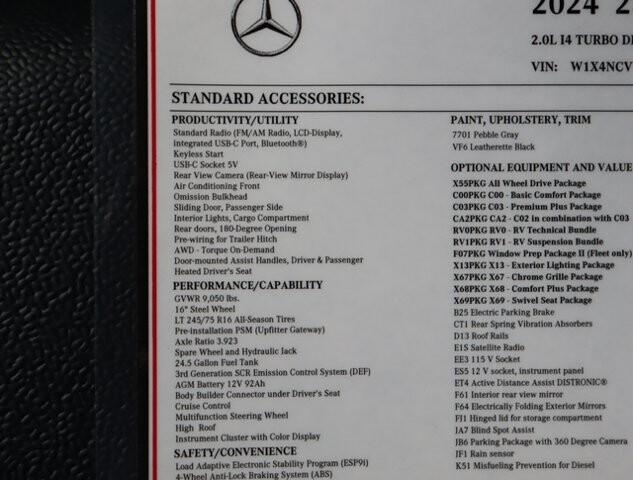 2024 2
2.0L I4 TURBO DI
VIN: W1X4NCV
STANDARD ACCESSORIES:
PRODUCTIVITY/UTILITY
Standard Radio (FM/AM Radio, LCD-Display,
integrated USB-C Port, Bluetooth®)
Keyless Start
USB-C Socket 5V
Rear View Camera (Rear-View Mirror Display)
Air Conditioning Front
Omission Bulkhead
Sliding Door, Passenger Side
Interior Lights, Cargo Compartment
Rear doors, 180-Degree Opening
Pre-wiring for Trailer Hitch
AWD - Torque On-Demand
Door-mounted Assist Handles, Driver & Passenger
Heated Driver's Seat
PERFORMANCE/CAPABILITY
GVWR 9,050 lbs.
16" Steel Wheel
LT 245/75 R16 All-Season Tires
Pre-installation PSM (Upfitter Gateway)
Axle Ratio 3.923
Spare Wheel and Hydraulic Jack
24.5 Gallon Fuel Tank
3rd Generation SCR Emission Control System (DEF)
AGM Battery 12V 92Ah
Body Builder Connector under Driver's Seat
Cruise Control
Multifunction Steering Wheel
High Roof
Instrument Cluster with Color Display
SAFETY/CONVENIENCE
Load Adaptive Electronic Stability Program (ESP9i)
4-Wheel Anti-Lock Braking System (ABS)
PAINT, UPHOLSTERY, TRIM
7701 Pebble Gray
VF6 Leatherette Black
OPTIONAL EQUIPMENT AND VALUE
X55PKG All Wheel Drive Package
C00PKG C00 - Basic Comfort Package
C03PKG C03 - Premium Plus Package
CA2PKG CA2 - C02 in combination with C03
RV0PKG RV0 - RV Technical Bundle
RV1PKG RV1 - RV Suspension Bundle
F07PKG Window Prep Package II (Fleet only)
X13PKG X13 - Exterior Lighting Package
X67PKG X67 - Chrome Grille Package
X68PKG X68 - Comfort Plus Package
X69PKG X69 - Swivel Seat Package
B25 Electric Parking Brake
CT1 Rear Spring Vibration Absorbers
D13 Roof Rails
E1S Satellite Radio
EE3 115 V Socket
ES5 12 V socket, instrument panel
ET4 Active Distance Assist DISTRONIC®
F61 Interior rear view mirror
F64 Electrically Folding Exterior Mirrors
FJ1 Hinged lid for storage compartment
JA7 Blind Spot Assist
JB6 Parking Package with 360 Degree Camera
JF1 Rain sensor
K51 Misfueling Prevention for Diesel